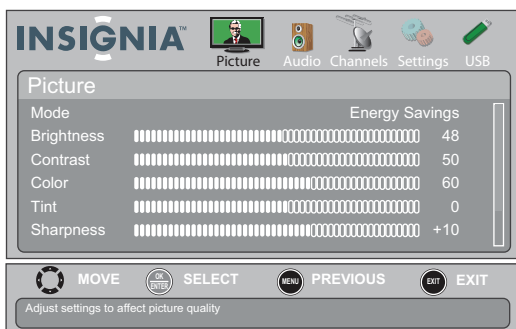 INSIGNIA™
Picture Audio Channels Settings USB
Picture
Mode Energy Savings
Brightness 48
Contrast 50
Color 60
Tint 0
Sharpness +10
MOVE OK ENTER SELECT MENU PREVIOUS EXIT EXIT
Adjust settings to affect picture quality